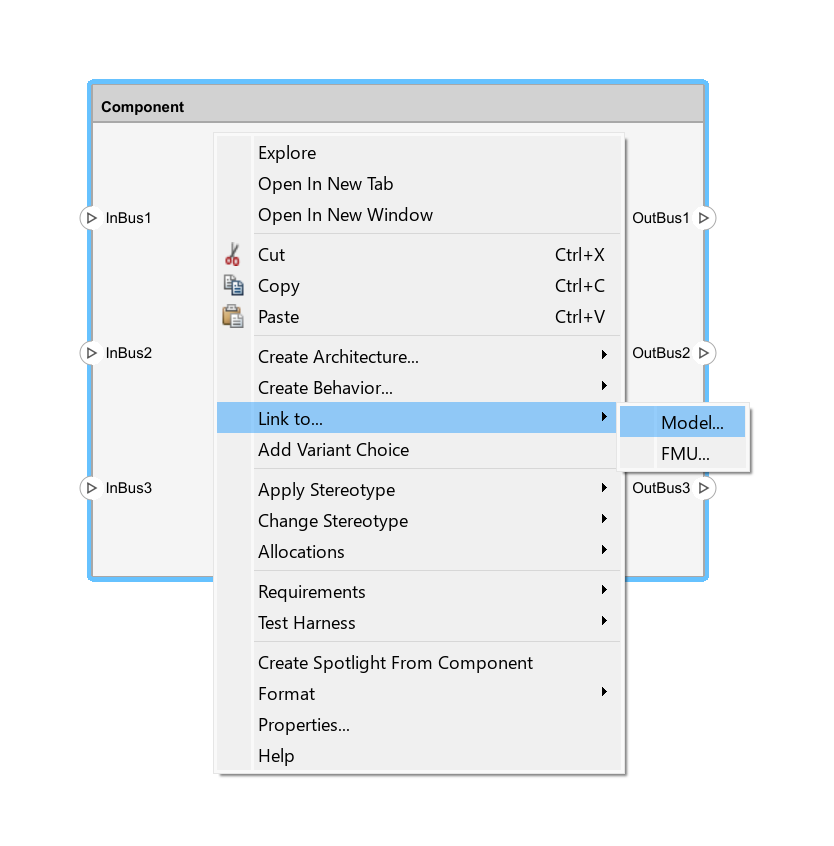 Component
InBus1
InBus2
InBus3
Explore
Open In New Tab
Open In New Window
Cut Ctrl+X
Copy Ctrl+C
Paste Ctrl+V
Create Architecture...
Create Behavior...
Link to...
Add Variant Choice
Apply Stereotype
Change Stereotype
Allocations
Requirements
Test Harness
Create Spotlight From Component
Format
Properties...
Help
Model...
FMU...
OutBus1
OutBus2
OutBus3